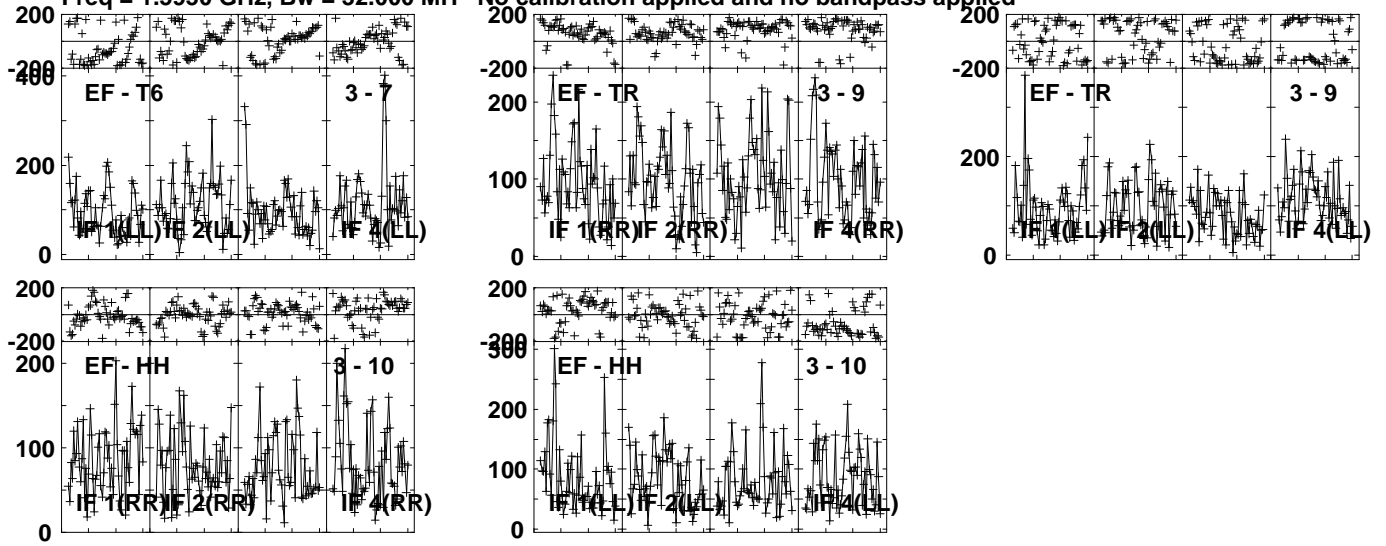 Freq = 1.5950 GHz, Bw = 32.000 MH No calibration applied and no bandpass applied
200
-200
400
EF - T6 3 - 7
200
IF 1(LL) IF 2(LL) IF 4(LL)
0
200
-200
200
EF - TR 3 - 9
100
IF 1(RR) IF 2(RR) IF 4(RR)
0
200
-200
EF - TR 3 - 9
200
IF 1(LL) IF 2(LL) IF 4(LL)
0
200
-200
200
EF - HH 3 - 10
100
IF 1(RR) IF 2(RR) IF 4(RR)
0
200
-200
300
EF - HH 3 - 10
200
100
IF 1(LL) IF 2(LL) IF 4(LL)
0